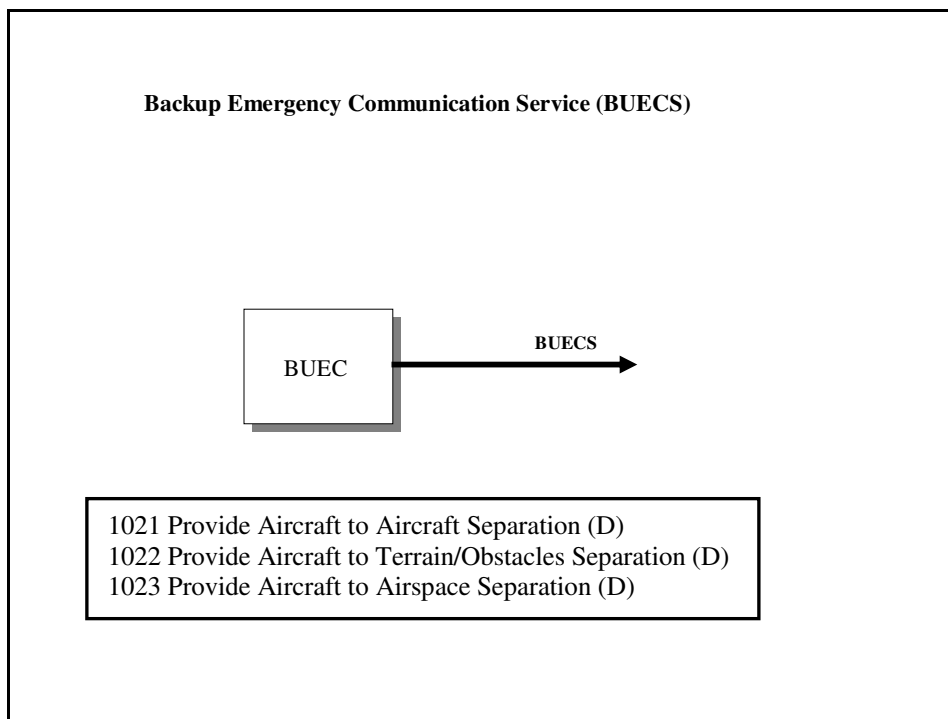 Backup Emergency Communication Service (BUECS)
BUECS
BUEC
1021 Provide Aircraft to Aircraft Separation (D)
1022 Provide Aircraft to Terrain/Obstacles Separation (D)
1023 Provide Aircraft to Airspace Separation (D)